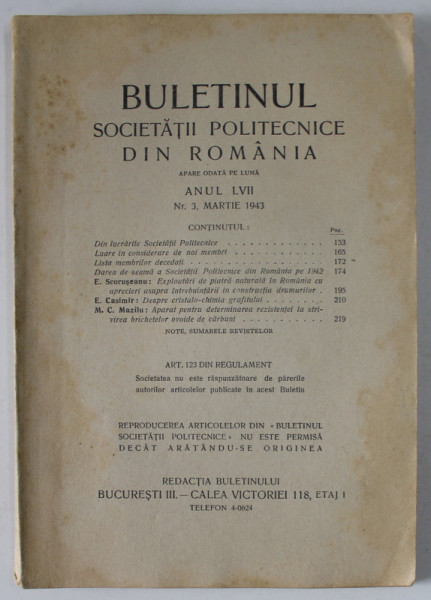 BULETINUL
SOCIETĂȚII POLITECNICE
DIN ROMÂNIA
APARE ODATĂ PE LUNĂ
ANUL LVII
Nr. 3, MARTIE 1943
CONȚINUTUL :
Pag.
Din lucrările Societății Politecnice . . . . . . . . . . . . 153
Luare în considerare de noi membri . . . . . . . . . . . 165
Lista membrilor decedați . . . . . . . . . . . . . . . . 172
Darea de seamă a Societății Politecnice din România pe 1942 174
E. Scorușeanu: Exploatări de piatră naturală în România cu
aprecieri asupra întrebuințării în construcția drumurilor . 195
E. Casimir: Despre cristalo-chimia grafitului . . . . . . . . 210
M. C. Mazilu: Aparat pentru determinarea rezistenței la stri-
virea brichetelor ovoide de cărbuni . . . . . . . . . . . 219
NOTE, SUMARELE REVISTELOR
ART. 123 DIN REGULAMENT
Societatea nu este răspunzătoare de părerile
autorilor articolelor publicate în acest Buletin
REPRODUCEREA ARTICOLELOR DIN « BULETINUL
SOCIETĂȚII POLITECNICE » NU ESTE PERMISĂ
DECÂT ARĂTÂNDU-SE ORIGINEA
REDACȚIA BULETINULUI
BUCUREȘTI III. — CALEA VICTORIEI 118, ETAJ I
TELEFON 4-0624